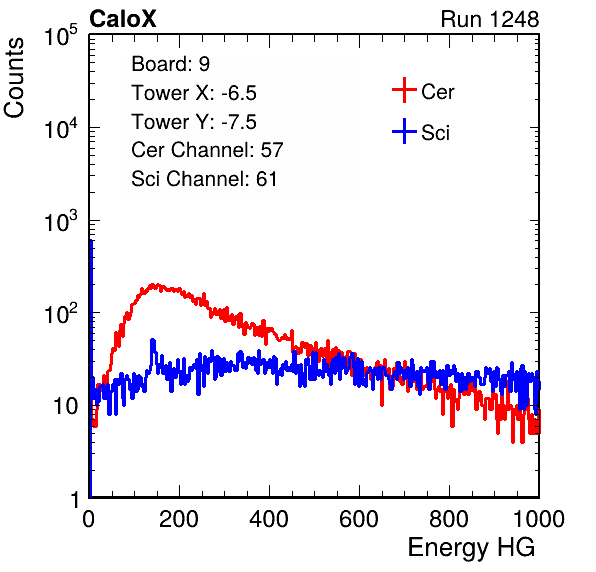 CaloX Run 1248
Counts
Board: 9
Tower X: -6.5
Tower Y: -7.5
Cer Channel: 57
Sci Channel: 61
Cer
Sci
10^5
10^4
10^3
10^2
10
1
0 200 400 600 800 1000
Energy HG